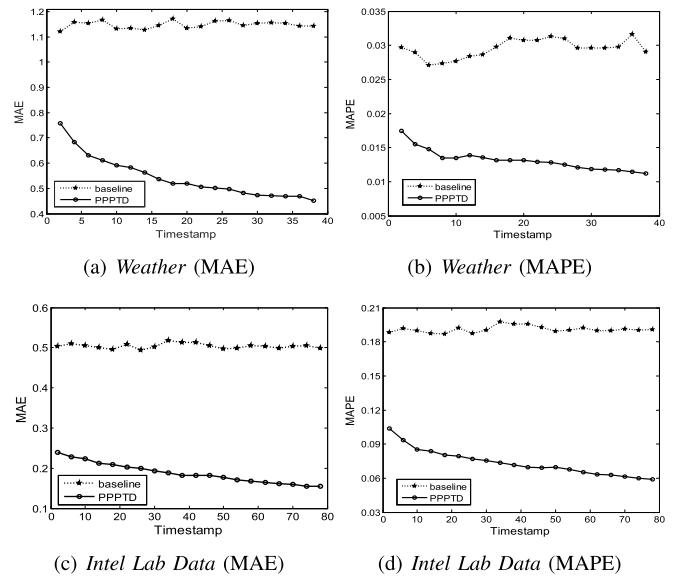 1.2
1.1
1
0.9
0.8
0.7
0.6
0.5
0.4
MAE
0 5 10 15 20 25 30 35 40
Timestamp
baseline
PPPTD
(a) Weather (MAE)
0.035
0.03
0.025
0.02
0.015
0.01
0.005
MAPE
0 10 20 30 40
Timestamp
baseline
PPPTD
(b) Weather (MAPE)
0.6
0.5
0.4
0.3
0.2
0.1
MAE
0 10 20 30 40 50 60 70 80
Timestamp
baseline
PPPTD
(c) Intel Lab Data (MAE)
0.21
0.18
0.15
0.12
0.09
0.06
0.03
MAPE
0 10 20 30 40 50 60 70 80
Timestamp
baseline
PPPTD
(d) Intel Lab Data (MAPE)